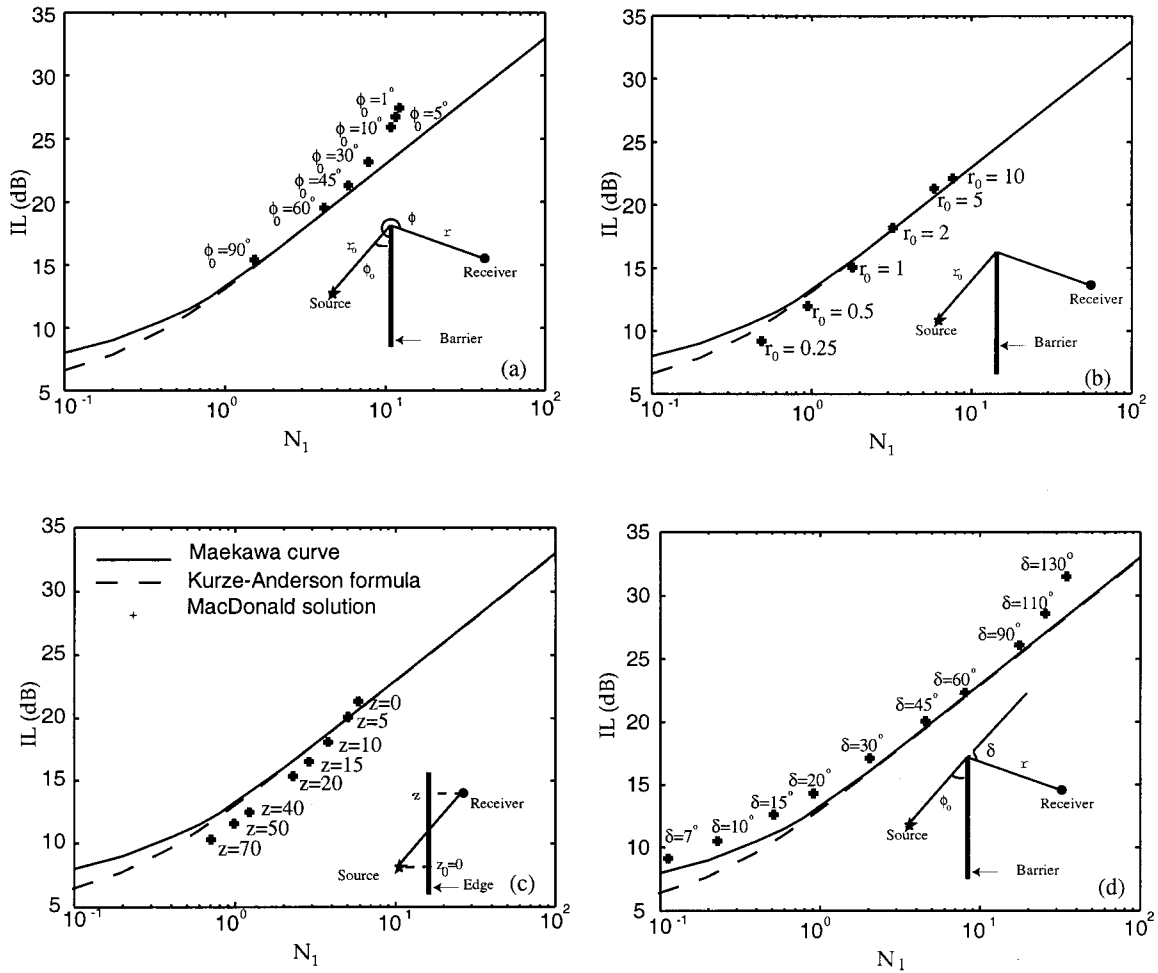 35
30
25
20
15
10
5
IL (dB)
ϕ₀=1°
ϕ₀=5°
ϕ₀=10°
ϕ₀=30°
ϕ₀=45°
ϕ₀=60°
ϕ₀=90°
ϕ
r₀
r
ϕ₀
Receiver
Source
Barrier
(a)
10⁻¹ 10⁰ 10¹ 10²
N₁
35
30
25
20
15
10
5
IL (dB)
r₀ = 10
r₀ = 5
r₀ = 2
r₀ = 1
r₀ = 0.5
r₀ = 0.25
r₀
Receiver
Source
Barrier
(b)
10⁻¹ 10⁰ 10¹ 10²
N₁
35
30
25
20
15
10
5
IL (dB)
Maekawa curve
Kurze-Anderson formula
MacDonald solution
z=0
z=5
z=10
z=15
z=20
z=40
z=50
z=70
z
Receiver
Source
z₀=0
Edge
(c)
10⁻¹ 10⁰ 10¹ 10²
N₁
35
30
25
20
15
10
5
IL (dB)
δ=130°
δ=110°
δ=90°
δ=60°
δ=45°
δ=30°
δ=20°
δ=15°
δ=10°
δ=7°
δ
r
ϕ₀
Receiver
Source
Barrier
(d)
10⁻¹ 10⁰ 10¹ 10²
N₁